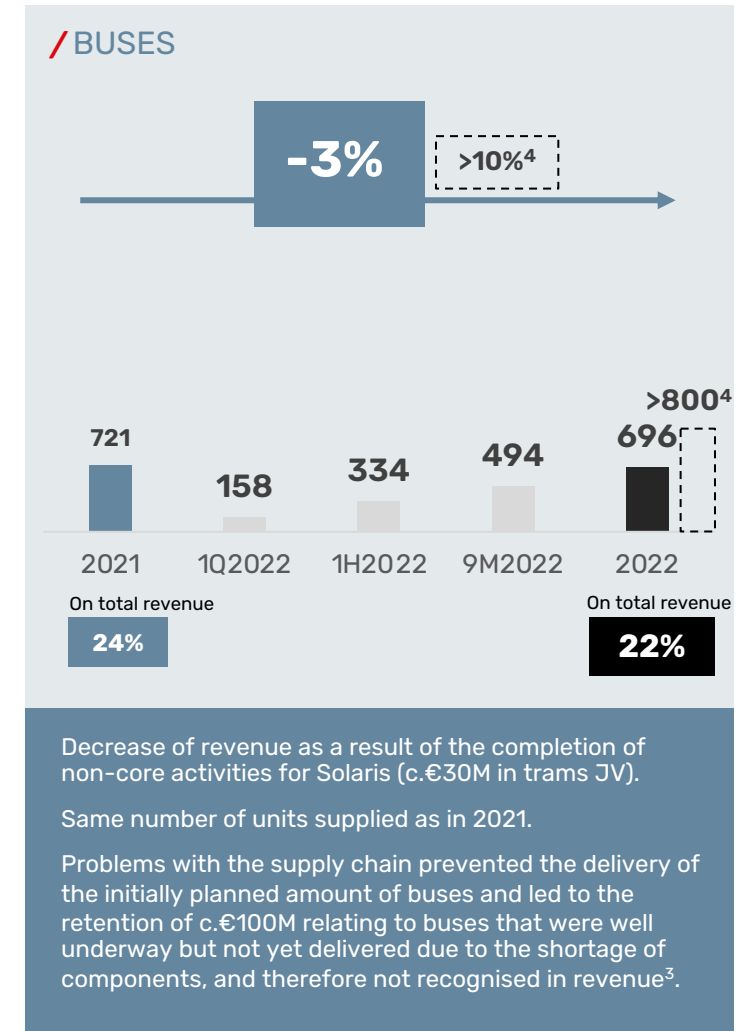 / BUSES
-3%
>10%⁴
>800⁴
721
158
334
494
696
2021
1Q2022
1H2022
9M2022
2022
On total revenue
On total revenue
24%
22%
Decrease of revenue as a result of the completion of
non-core activities for Solaris (c.€30M in trams JV).
Same number of units supplied as in 2021.
Problems with the supply chain prevented the delivery of
the initially planned amount of buses and led to the
retention of c.€100M relating to buses that were well
underway but not yet delivered due to the shortage of
components, and therefore not recognised in revenue³.